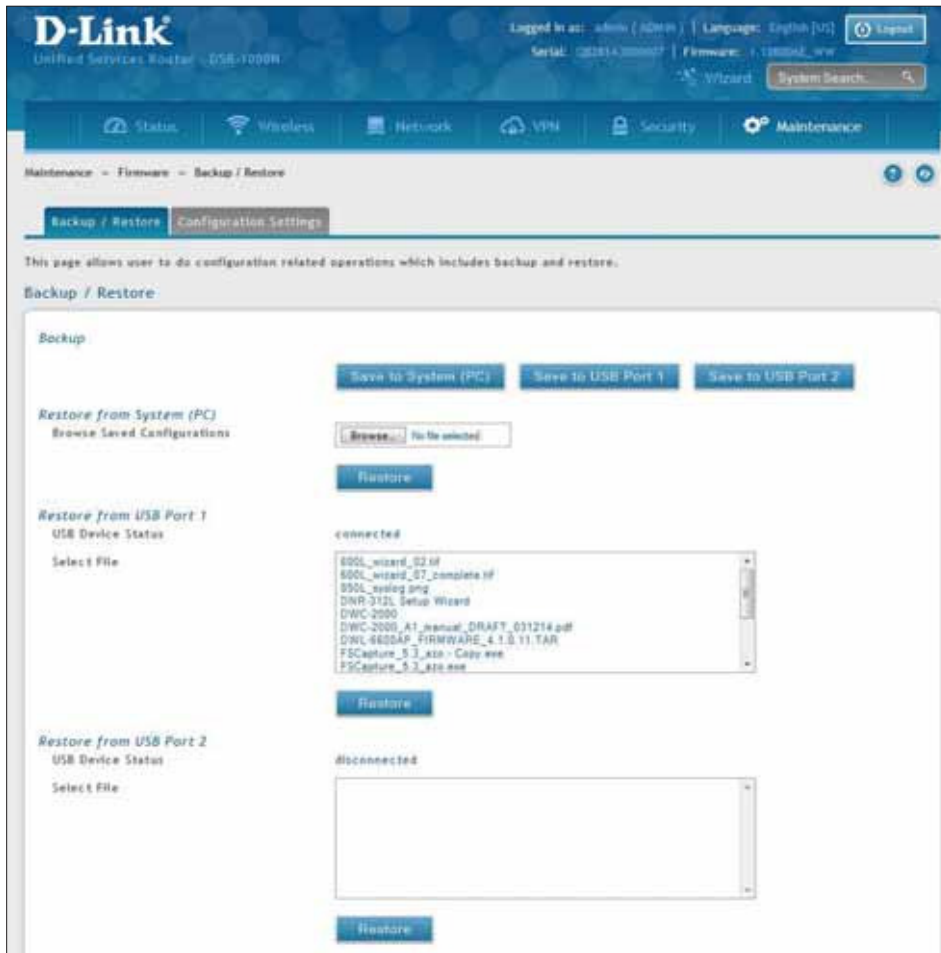 D-Link
Unified Services Router - DSR-1000N
Logged in as: admin ( ADMIN ) | Language: English [US]
Logout
Serial: | Firmware:
Wizard
System Search...
Status
Wireless
Network
VPN
Security
Maintenance
Maintenance » Firmware » Backup / Restore
Backup / Restore
Configuration Settings
This page allows user to do configuration related operations which includes backup and restore.
Backup / Restore
Backup
Save to System (PC)
Save to USB Port 1
Save to USB Port 2
Restore from System (PC)
Browse Saved Configurations
Browse... No file selected.
Restore
Restore from USB Port 1
USB Device Status
connected
Select File
600L_wizard_02.tif
600L_wizard_07_complete.tif
850L_syslog.png
DNR-312L Setup Wizard
DWC-2000
DWC-2000_A1_manual_DRAFT_031214.pdf
DWL-6600AP_FIRMWARE_4.1.0.11.TAR
FSCapture_5.3_azo - Copy.exe
FSCapture_5.3_azo.exe
Restore
Restore from USB Port 2
USB Device Status
disconnected
Select File
Restore